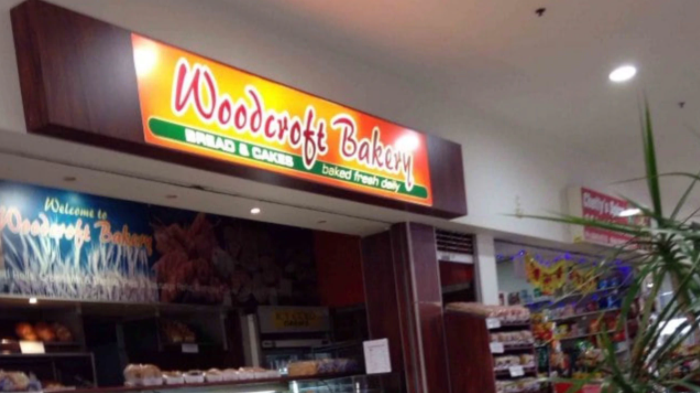 Woodcroft Bakery
BREAD & CAKES
baked fresh daily
Welcome to
Woodcroft Bakery